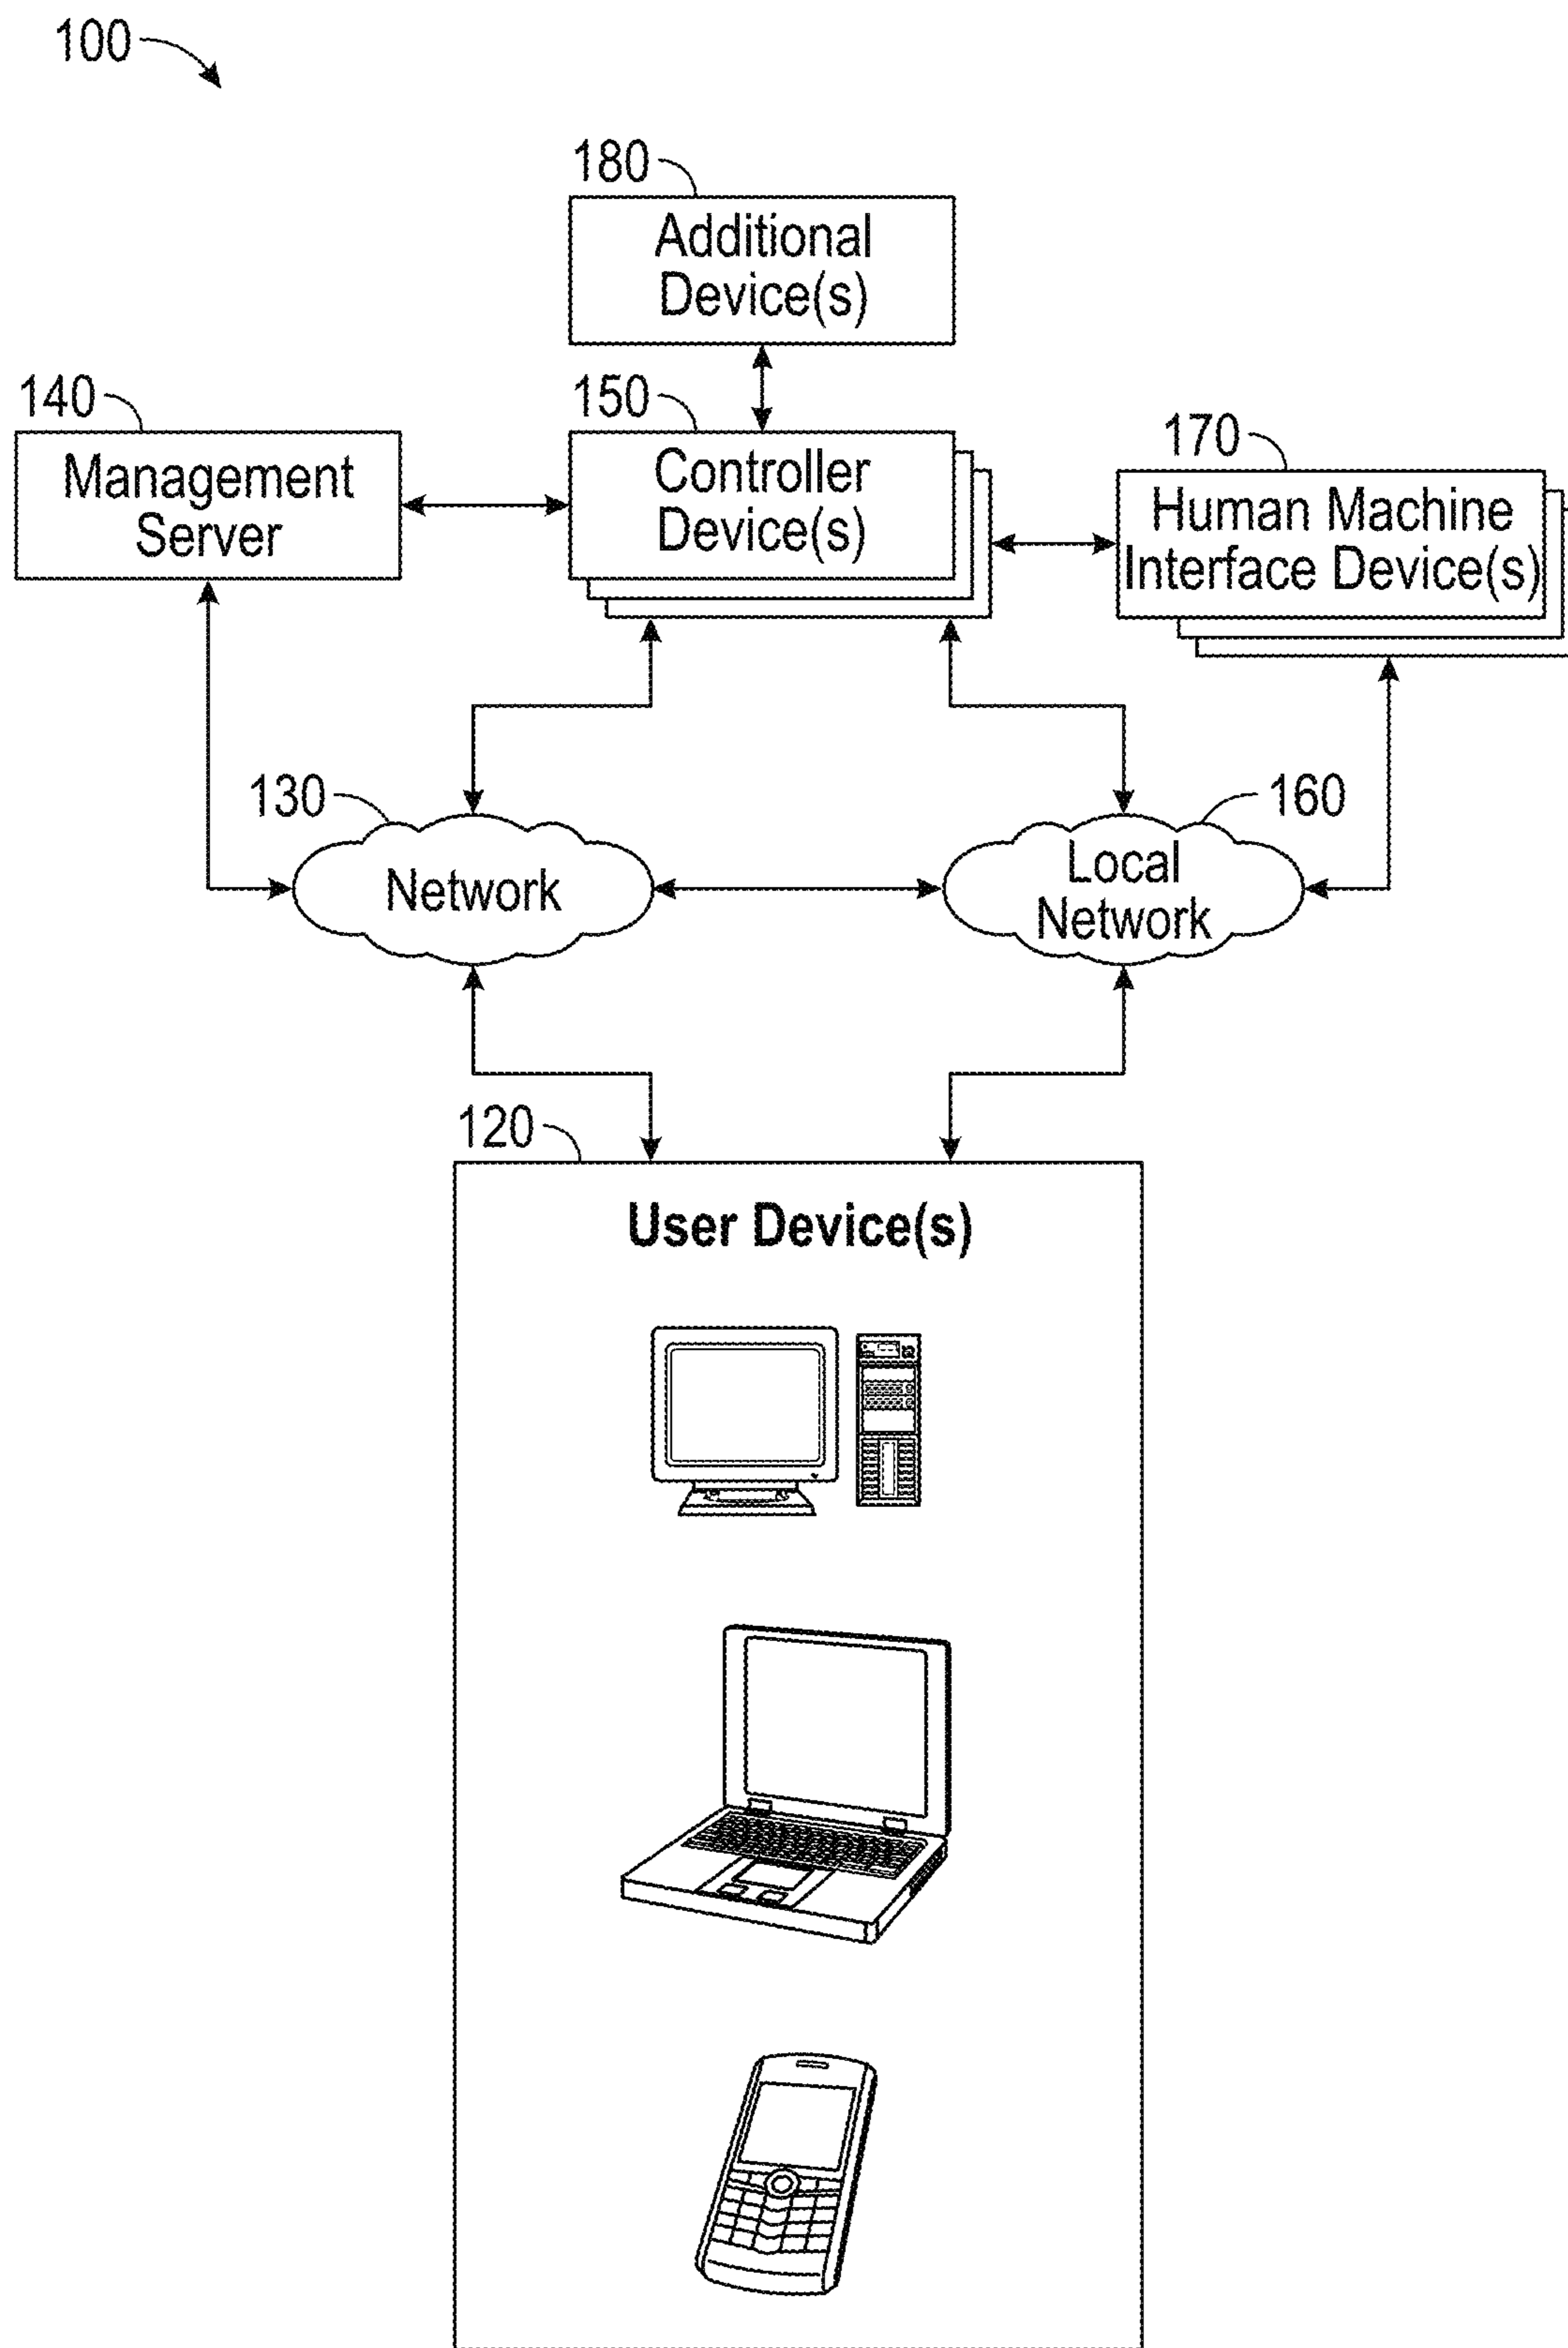 100
180
Additional
Device(s)
140
Management
Server
150
Controller
Device(s)
170
Human Machine
Interface Device(s)
130
Network
160
Local
Network
120
User Device(s)